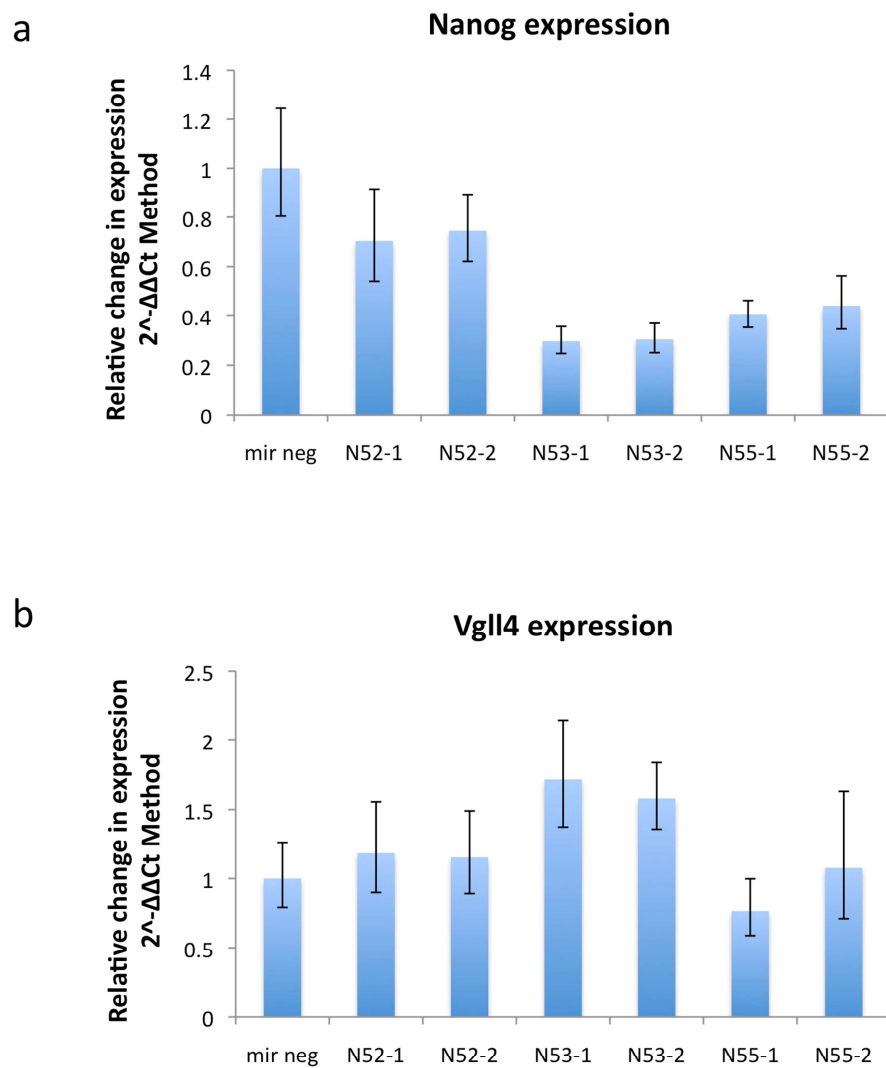 a
Nanog expression
Relative change in expression
2^-ΔΔCt Method
1.4
1.2
1
0.8
0.6
0.4
0.2
0
mir neg N52-1 N52-2 N53-1 N53-2 N55-1 N55-2
b
Vgll4 expression
Relative change in expression
2^-ΔΔCt Method
2.5
2
1.5
1
0.5
0
mir neg N52-1 N52-2 N53-1 N53-2 N55-1 N55-2